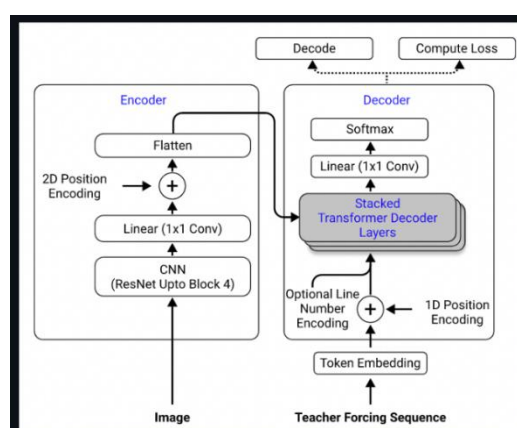 Decode
Compute Loss
Encoder
Flatten
2D Position
Encoding
+
Linear (1x1 Conv)
CNN
(ResNet Upto Block 4)
Image
Decoder
Softmax
Linear (1x1 Conv)
Stacked
Transformer Decoder
Layers
Optional Line
Number
Encoding
+
1D Position
Encoding
Token Embedding
Teacher Forcing Sequence